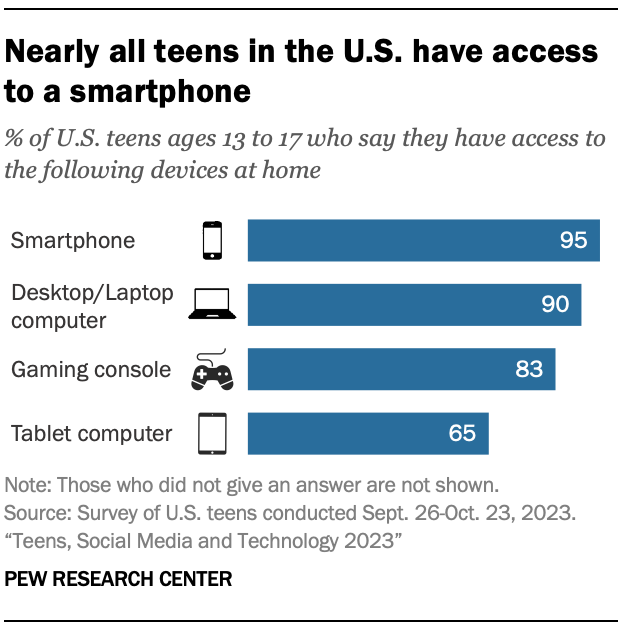 Nearly all teens in the U.S. have access
to a smartphone
% of U.S. teens ages 13 to 17 who say they have access to
the following devices at home
Smartphone 95
Desktop/Laptop
computer 90
Gaming console 83
Tablet computer 65
Note: Those who did not give an answer are not shown.
Source: Survey of U.S. teens conducted Sept. 26-Oct. 23, 2023.
“Teens, Social Media and Technology 2023”
PEW RESEARCH CENTER